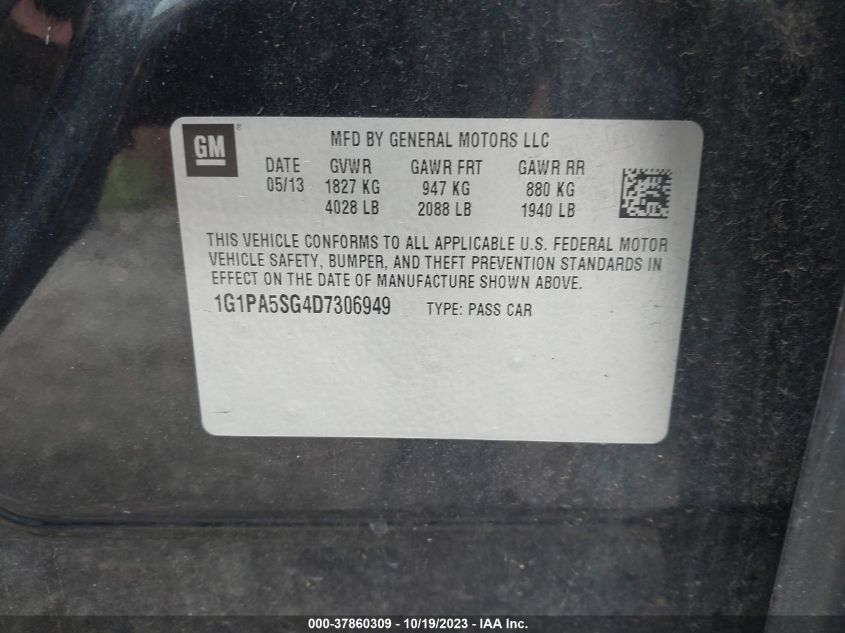 GM
MFD BY GENERAL MOTORS LLC
DATE GVWR GAWR FRT GAWR RR
05/13 1827 KG 947 KG 880 KG
4028 LB 2088 LB 1940 LB
THIS VEHICLE CONFORMS TO ALL APPLICABLE U.S. FEDERAL MOTOR
VEHICLE SAFETY, BUMPER, AND THEFT PREVENTION STANDARDS IN
EFFECT ON THE DATE OF MANUFACTURE SHOWN ABOVE.
1G1PA5SG4D7306949 TYPE: PASS CAR
000-37860309 - 10/19/2023 - IAA Inc.